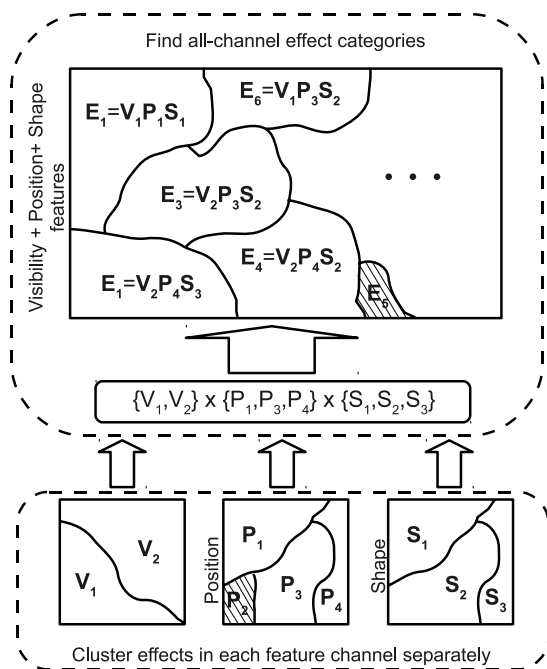 Find all-channel effect categories
Visibility + Position+ Shape
features
E₁=V₁P₁S₁
E₆=V₁P₃S₂
E₃=V₂P₃S₂
• • •
E₄=V₂P₄S₂
E₁=V₂P₄S₃
E₅
{V₁,V₂} x {P₁,P₃,P₄} x {S₁,S₂,S₃}
V₂
V₁
Position
P₁
P₂
P₃
P₄
Shape
S₁
S₂
S₃
Cluster effects in each feature channel separately